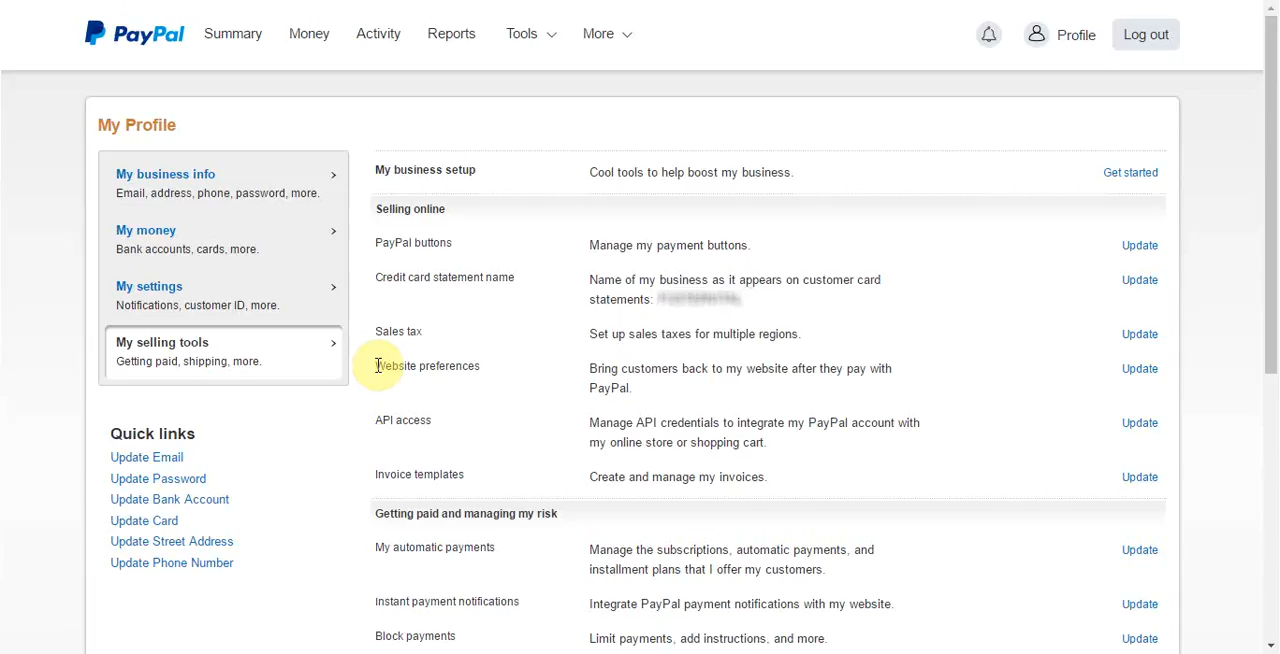 PayPal Summary Money Activity Reports Tools More Profile Log out
My Profile
My business info
Email, address, phone, password, more.
My money
Bank accounts, cards, more.
My settings
Notifications, customer ID, more.
My selling tools
Getting paid, shipping, more.
Quick links
Update Email
Update Password
Update Bank Account
Update Card
Update Street Address
Update Phone Number
My business setup Cool tools to help boost my business. Get started
Selling online
PayPal buttons Manage my payment buttons. Update
Credit card statement name Name of my business as it appears on customer card Update
statements:
Sales tax Set up sales taxes for multiple regions. Update
Website preferences Bring customers back to my website after they pay with Update
PayPal.
API access Manage API credentials to integrate my PayPal account with Update
my online store or shopping cart.
Invoice templates Create and manage my invoices. Update
Getting paid and managing my risk
My automatic payments Manage the subscriptions, automatic payments, and Update
installment plans that I offer my customers.
Instant payment notifications Integrate PayPal payment notifications with my website. Update
Block payments Limit payments, add instructions, and more. Update